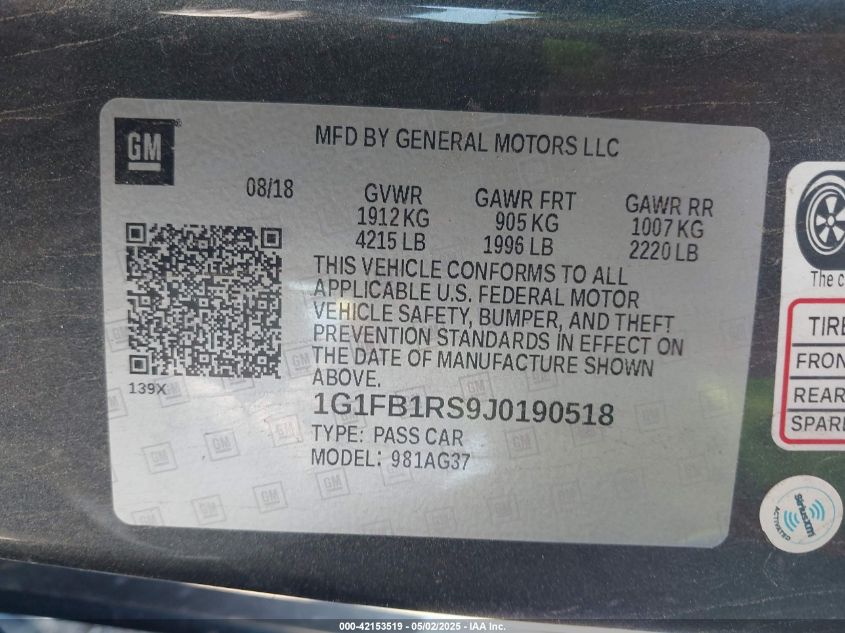 GM
MFD BY GENERAL MOTORS LLC
08/18
GVWR
1912 KG
4215 LB
GAWR FRT
905 KG
1996 LB
GAWR RR
1007 KG
2220 LB
THIS VEHICLE CONFORMS TO ALL
APPLICABLE U.S. FEDERAL MOTOR
VEHICLE SAFETY, BUMPER, AND THEFT
PREVENTION STANDARDS IN EFFECT ON
THE DATE OF MANUFACTURE SHOWN
ABOVE.
139X
1G1FB1RS9J0190518
TYPE: PASS CAR
MODEL: 981AG37
The c
TIRE
FRON
REAR
SPARE
SiriusXM
ACTIVATED
000-42153519 - 05/02/2025 - IAA Inc.